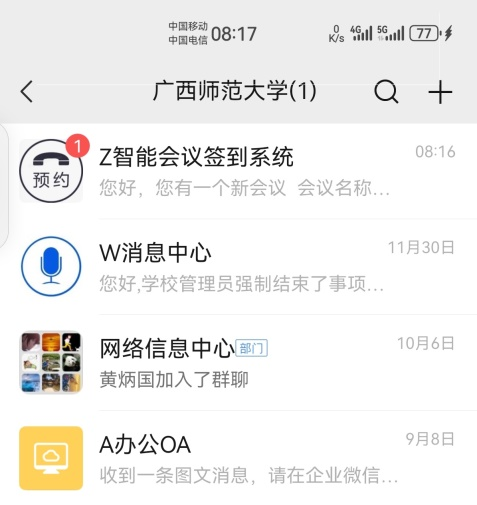 中国移动
中国电信 08:17
0 K/s 4G 5G 77
广西师范大学(1)
1
预约
Z智能会议签到系统 08:16
您好，您有一个新会议 会议名称...
W消息中心 11月30日
您好,学校管理员强制结束了事项...
网络信息中心 部门 10月6日
黄炳国加入了群聊
A办公OA 9月8日
收到一条图文消息，请在企业微信...